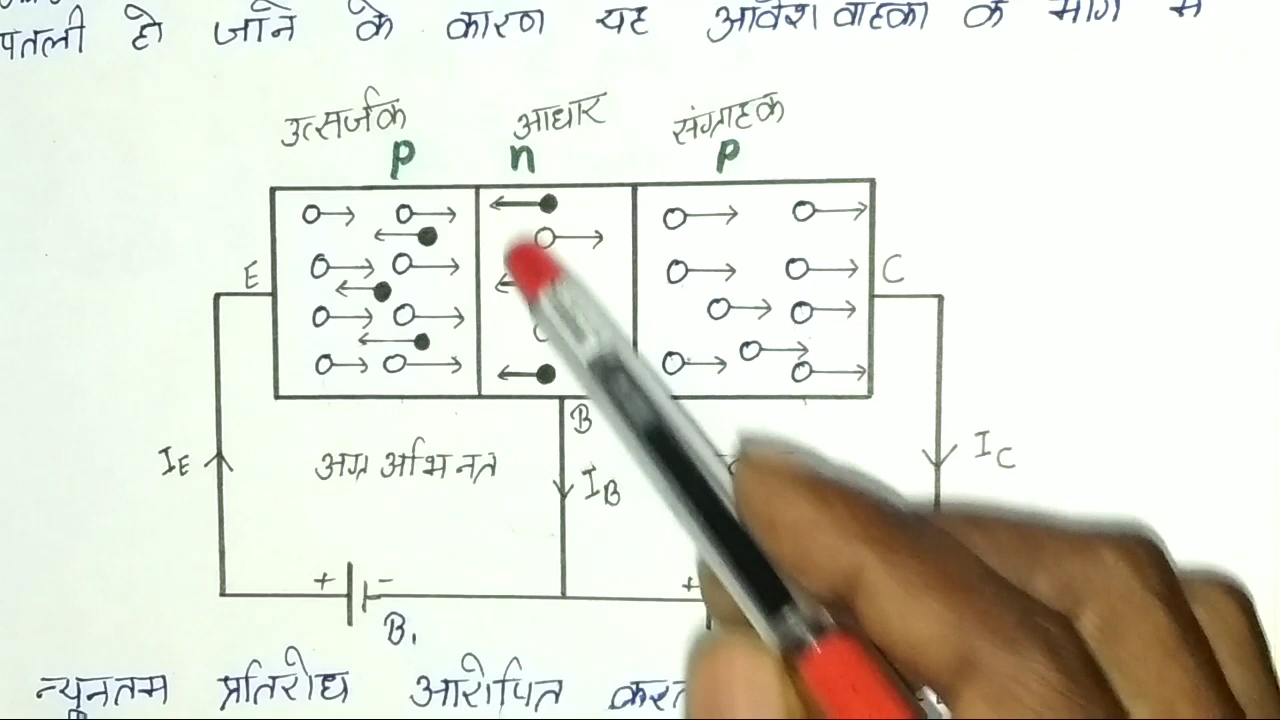 पतली हो जाने के कारण यह आवेश वाहकों के मार्ग में
उत्सर्जक आधार संग्राहक
p n p
E C
B
IE IB IC
अग्र अभिनत
+ - +
B1
न्यूनतम प्रतिरोध आरोपित